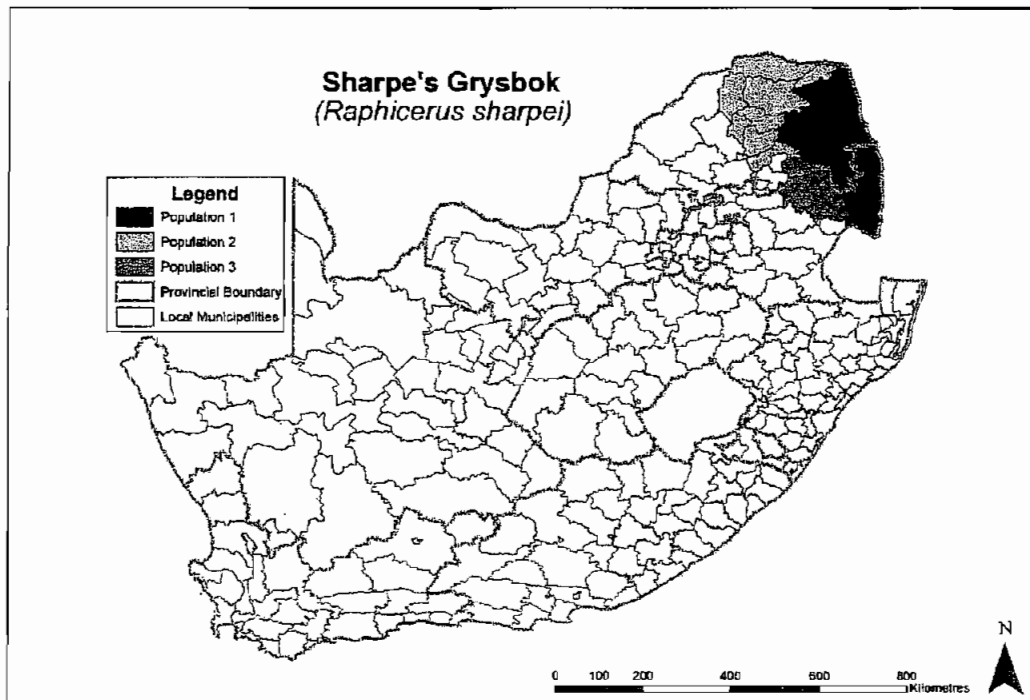 Sharpe's Grysbok
(Raphicerus sharpei)
Legend
Population 1
Population 2
Population 3
Provincial Boundary
Local Municipalities
N
0 100 200 400 600 800
Kilometres